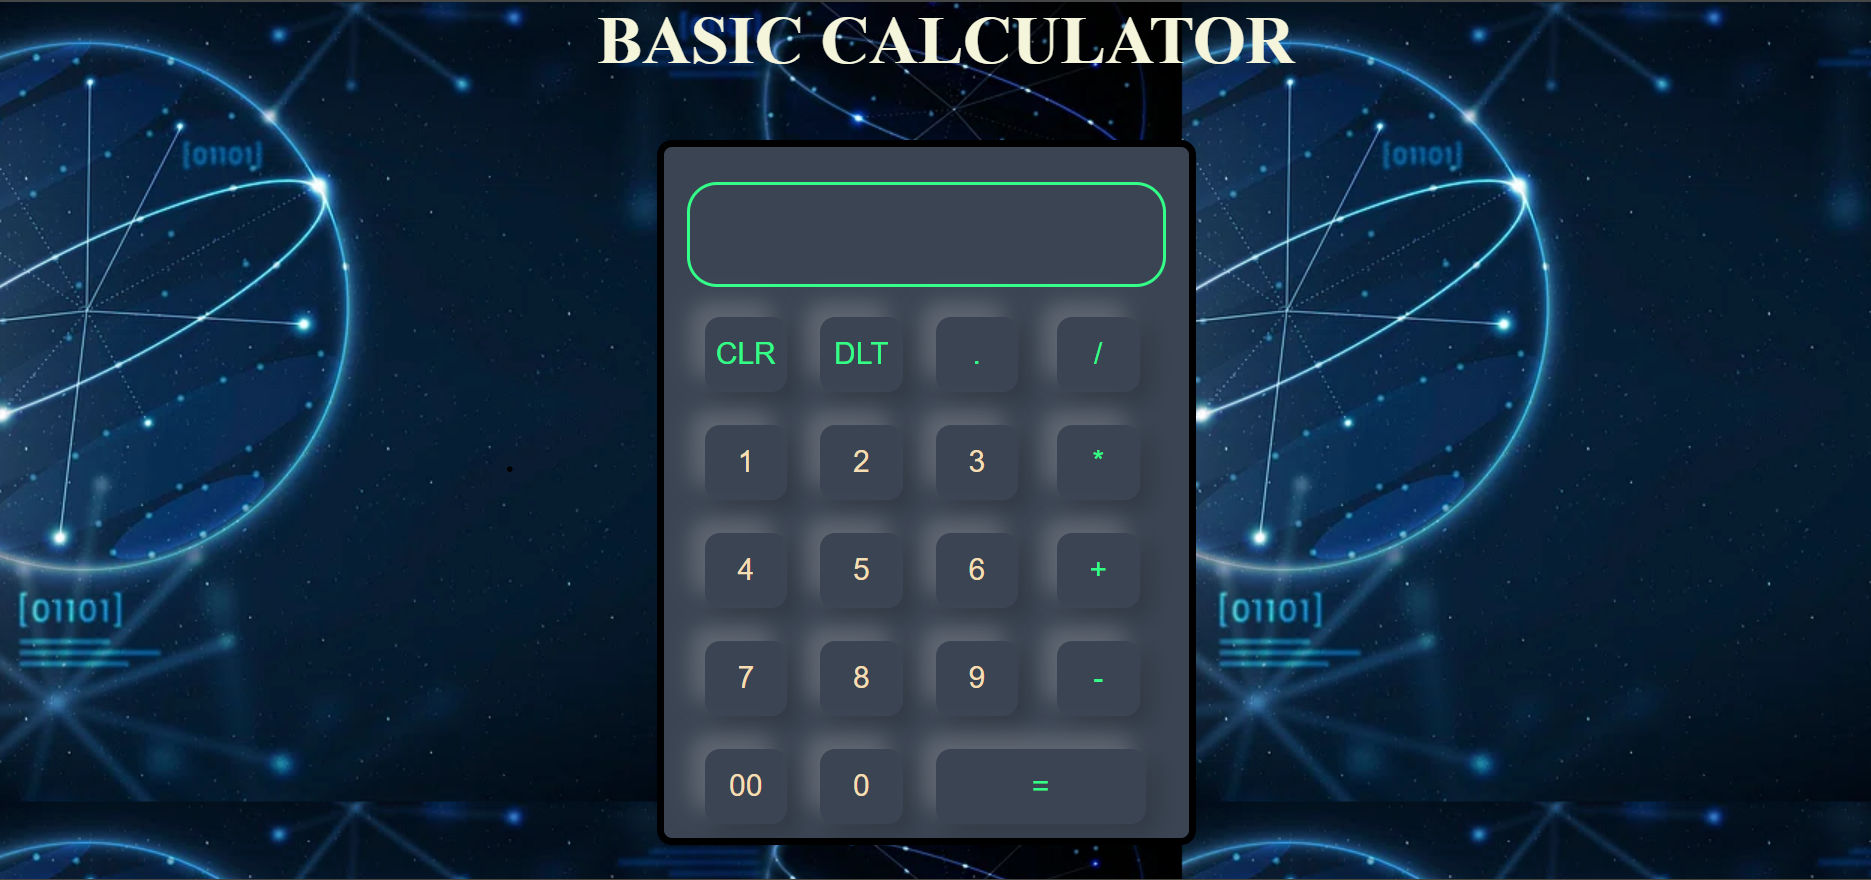 BASIC CALCULATOR
[01101]
[01101]
CLR DLT . /
1 2 3 *
4 5 6 +
7 8 9 -
00 0 =
[01101]
[01101]